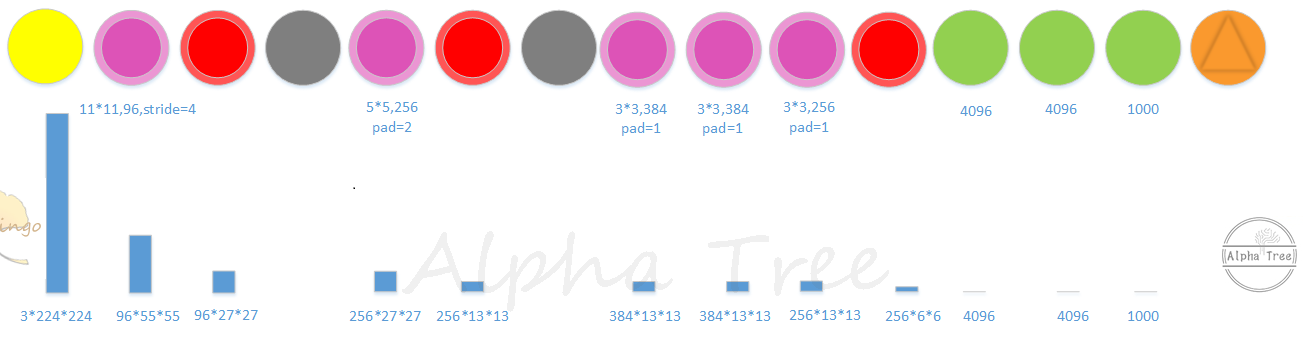 11*11,96,stride=4
5*5,256
pad=2
3*3,384
pad=1
3*3,384
pad=1
3*3,256
pad=1
4096
4096
1000
ingo
Alpha Tree
Alpha Tree
3*224*224
96*55*55
96*27*27
256*27*27
256*13*13
384*13*13
384*13*13
256*13*13
256*6*6
4096
4096
1000